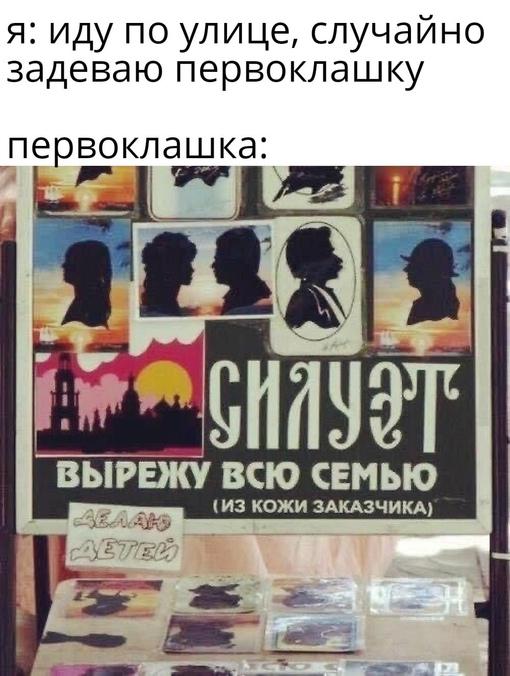 я: иду по улице, случайно
задеваю первоклашку
первоклашка:
СИЛУЭТ
ВЫРЕЖУ ВСЮ СЕМЬЮ
(ИЗ КОЖИ ЗАКАЗЧИКА)
ДЕЛАЮ
ДЕТЕЙ